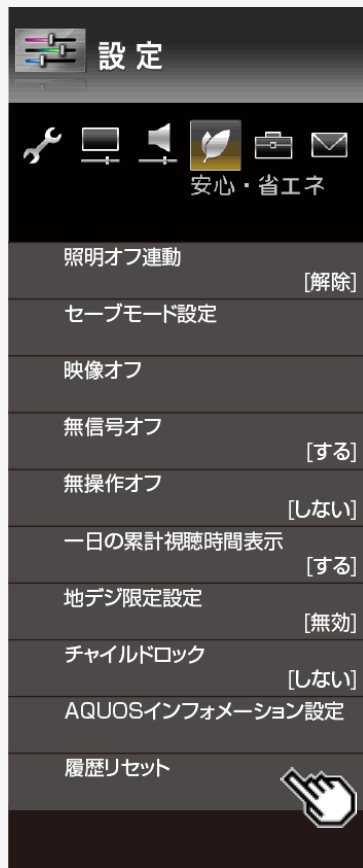 設定
安心・省エネ
照明オフ連動
[解除]
セーブモード設定
映像オフ
無信号オフ
[する]
無操作オフ
[しない]
一日の累計視聴時間表示
[する]
地デジ限定設定
[無効]
チャイルドロック
[しない]
AQUOSインフォメーション設定
履歴リセット